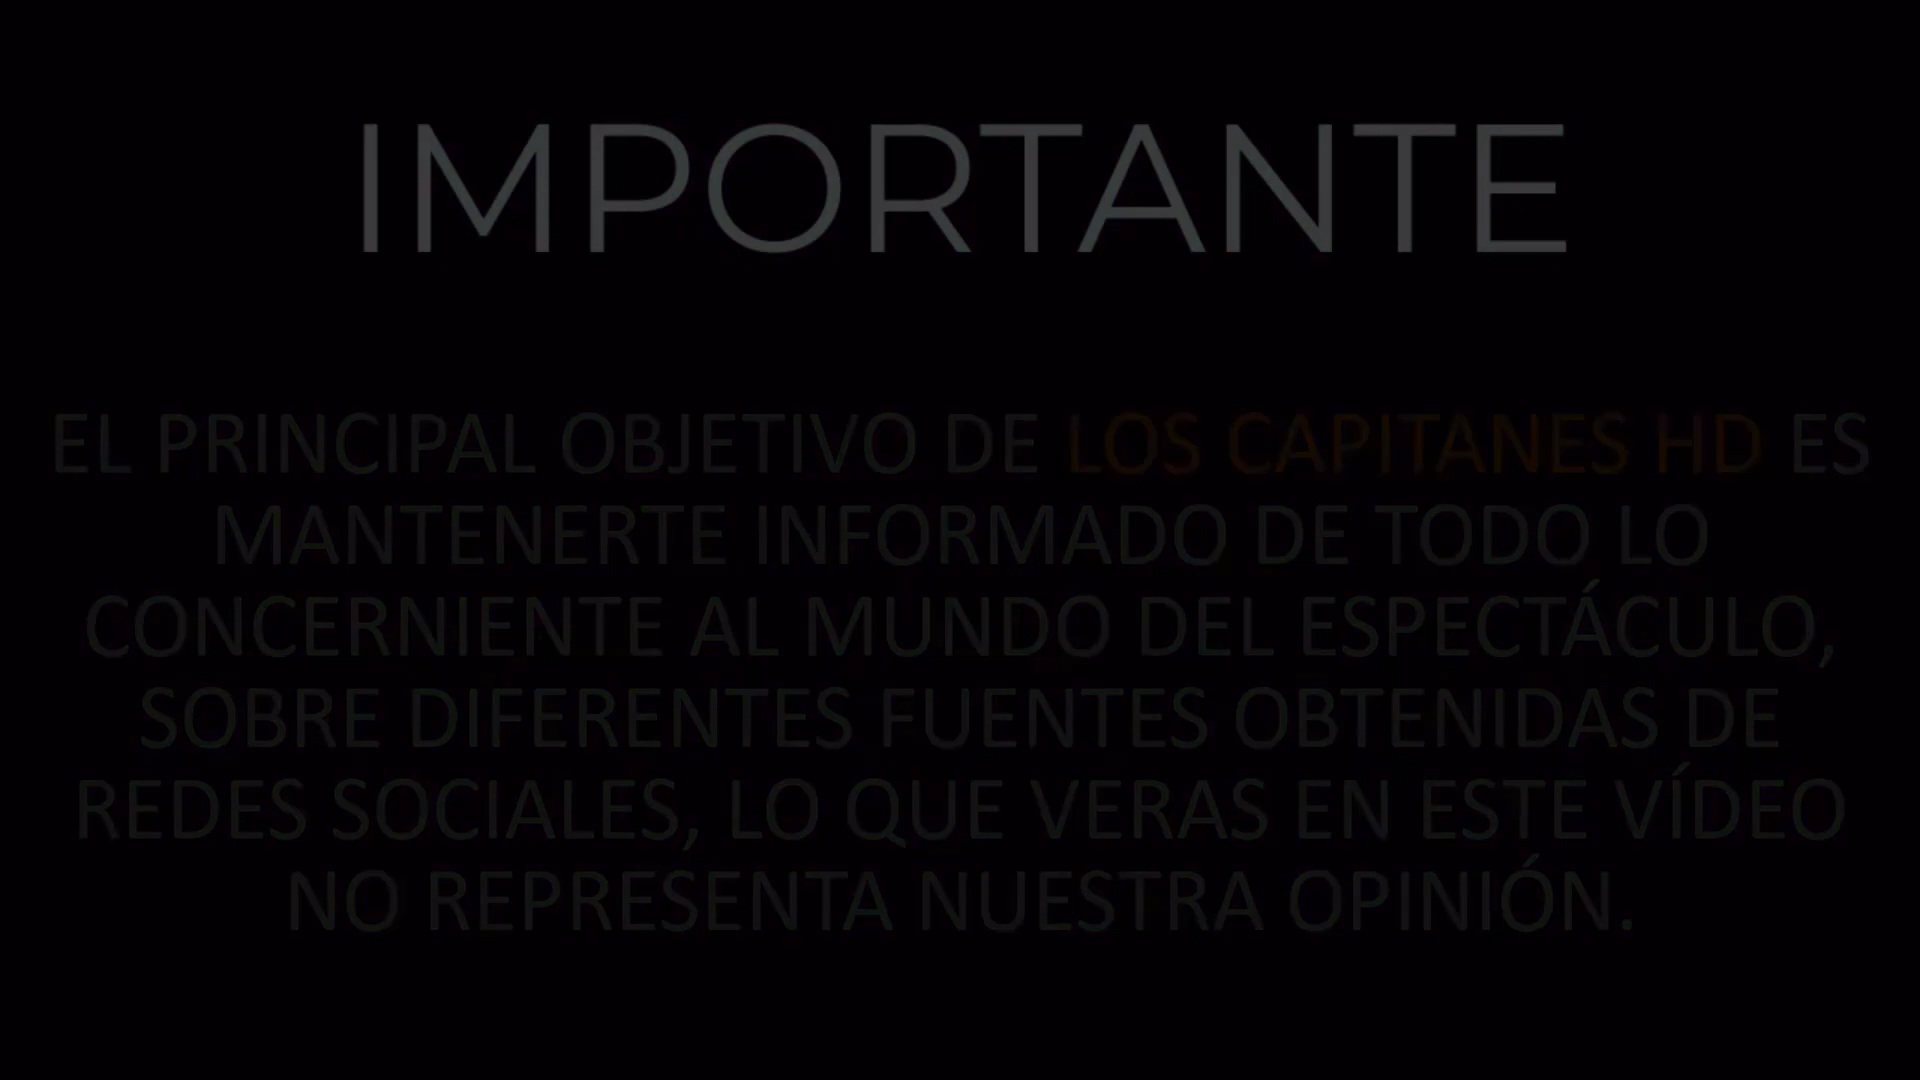 IMPORTANTE
EL PRINCIPAL OBJETIVO DE LOS CAPITANES HD ES
MANTENERTE INFORMADO DE TODO LO
CONCERNIENTE AL MUNDO DEL ESPECTÁCULO,
SOBRE DIFERENTES FUENTES OBTENIDAS DE
REDES SOCIALES, LO QUE VERAS EN ESTE VÍDEO
NO REPRESENTA NUESTRA OPINIÓN.